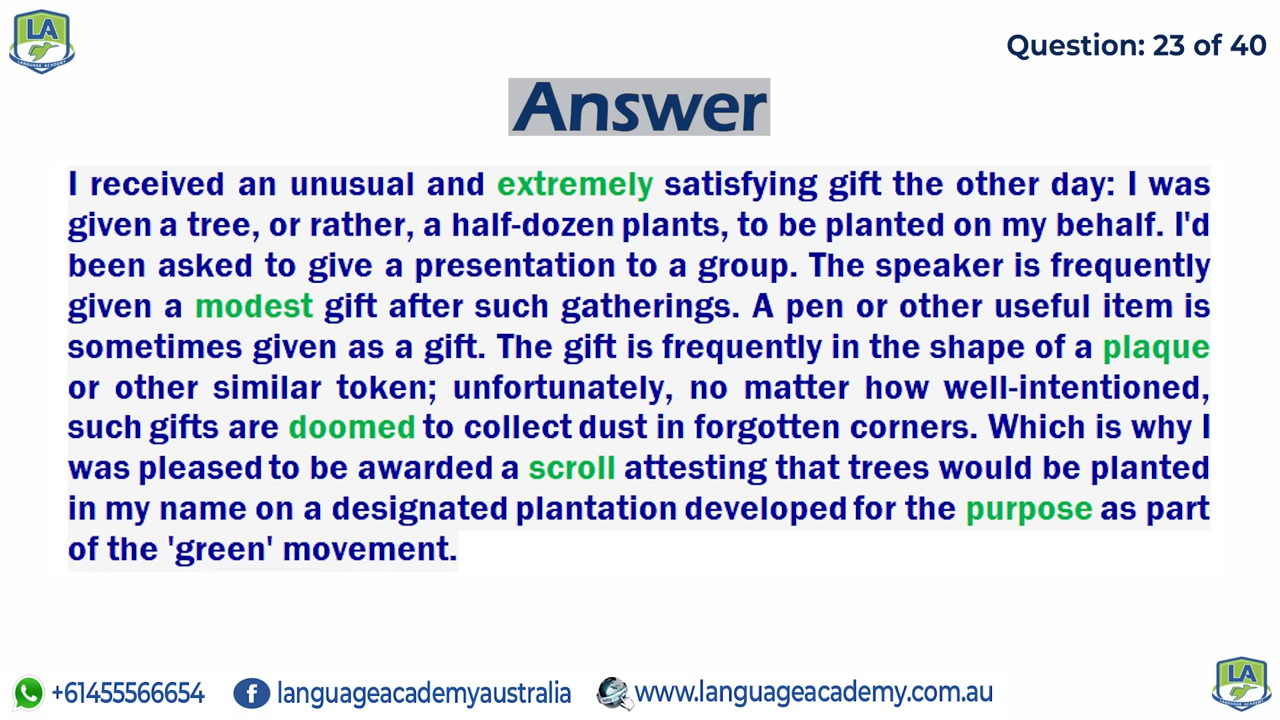 LA
LANGUAGE ACADEMY
Question: 23 of 40
Answer
I received an unusual and extremely satisfying gift the other day: I was
given a tree, or rather, a half-dozen plants, to be planted on my behalf. I'd
been asked to give a presentation to a group. The speaker is frequently
given a modest gift after such gatherings. A pen or other useful item is
sometimes given as a gift. The gift is frequently in the shape of a plaque
or other similar token; unfortunately, no matter how well-intentioned,
such gifts are doomed to collect dust in forgotten corners. Which is why I
was pleased to be awarded a scroll attesting that trees would be planted
in my name on a designated plantation developed for the purpose as part
of the 'green' movement.
+61455566654
languageacademyaustralia
www.languageacademy.com.au
LA
LANGUAGE ACADEMY